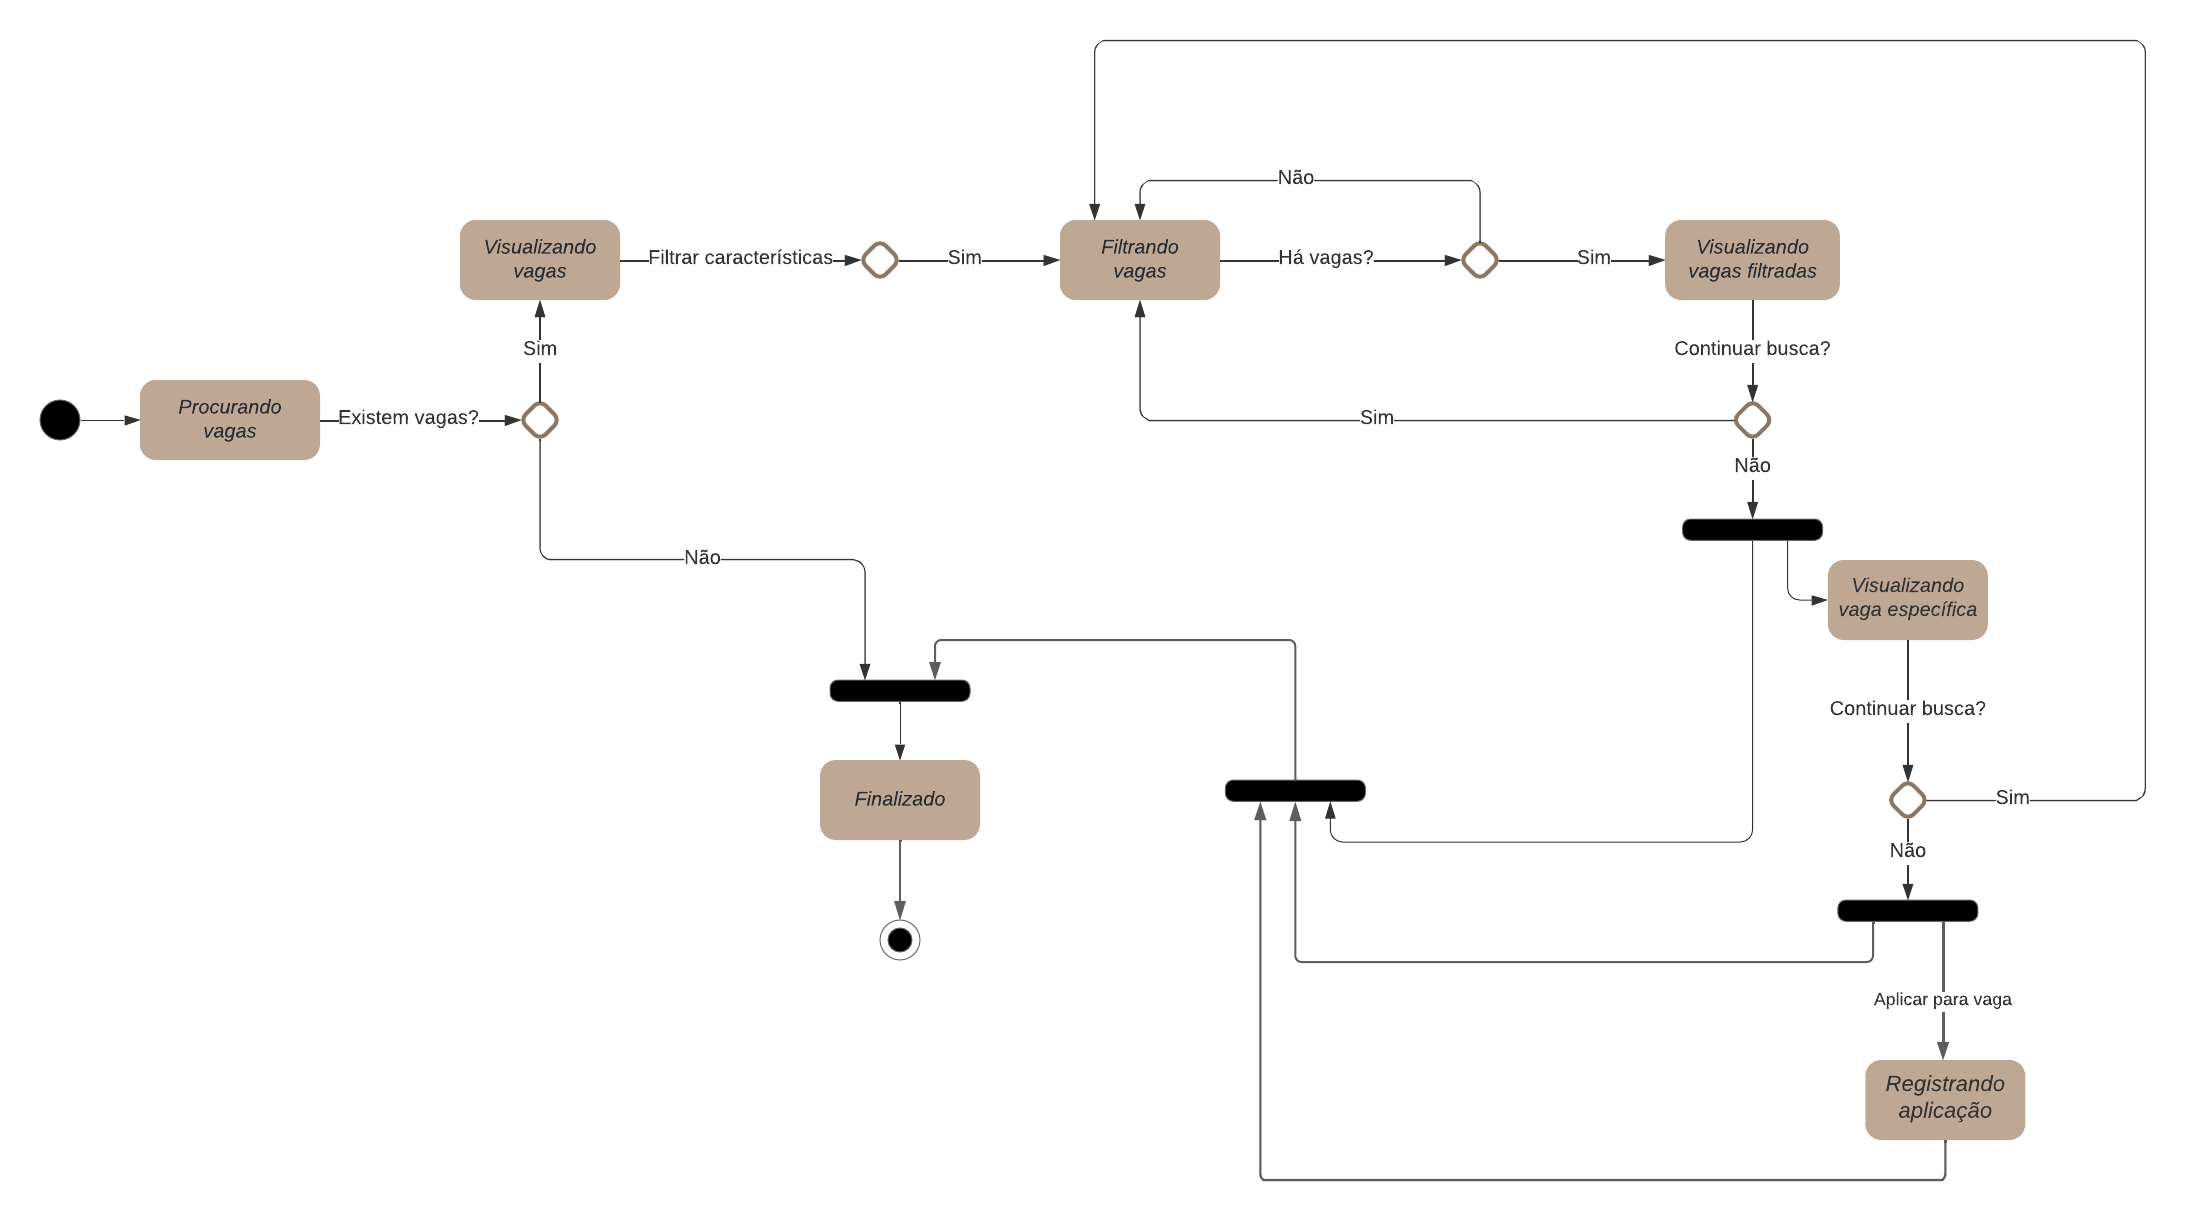 Não
Visualizando
vagas
Filtrar características
Sim
Filtrando
vagas
Há vagas?
Sim
Visualizando
vagas filtradas
Sim
Continuar busca?
Procurando
vagas
Existem vagas?
Sim
Não
Não
Visualizando
vaga específica
Continuar busca?
Finalizado
Sim
Não
Aplicar para vaga
Registrando
aplicação